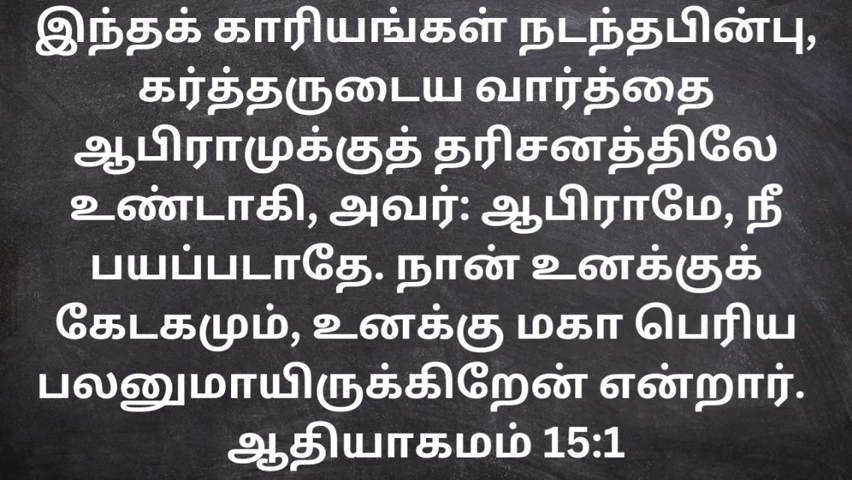 இந்தக் காரியங்கள் நடந்தபின்பு,
கர்த்தருடைய வார்த்தை
ஆபிராமுக்குத் தரிசனத்திலே
உண்டாகி, அவர்: ஆபிராமே, நீ
பயப்படாதே. நான் உனக்குக்
கேடகமும், உனக்கு மகா பெரிய
பலனுமாயிருக்கிறேன் என்றார்.
ஆதியாகமம் 15:1